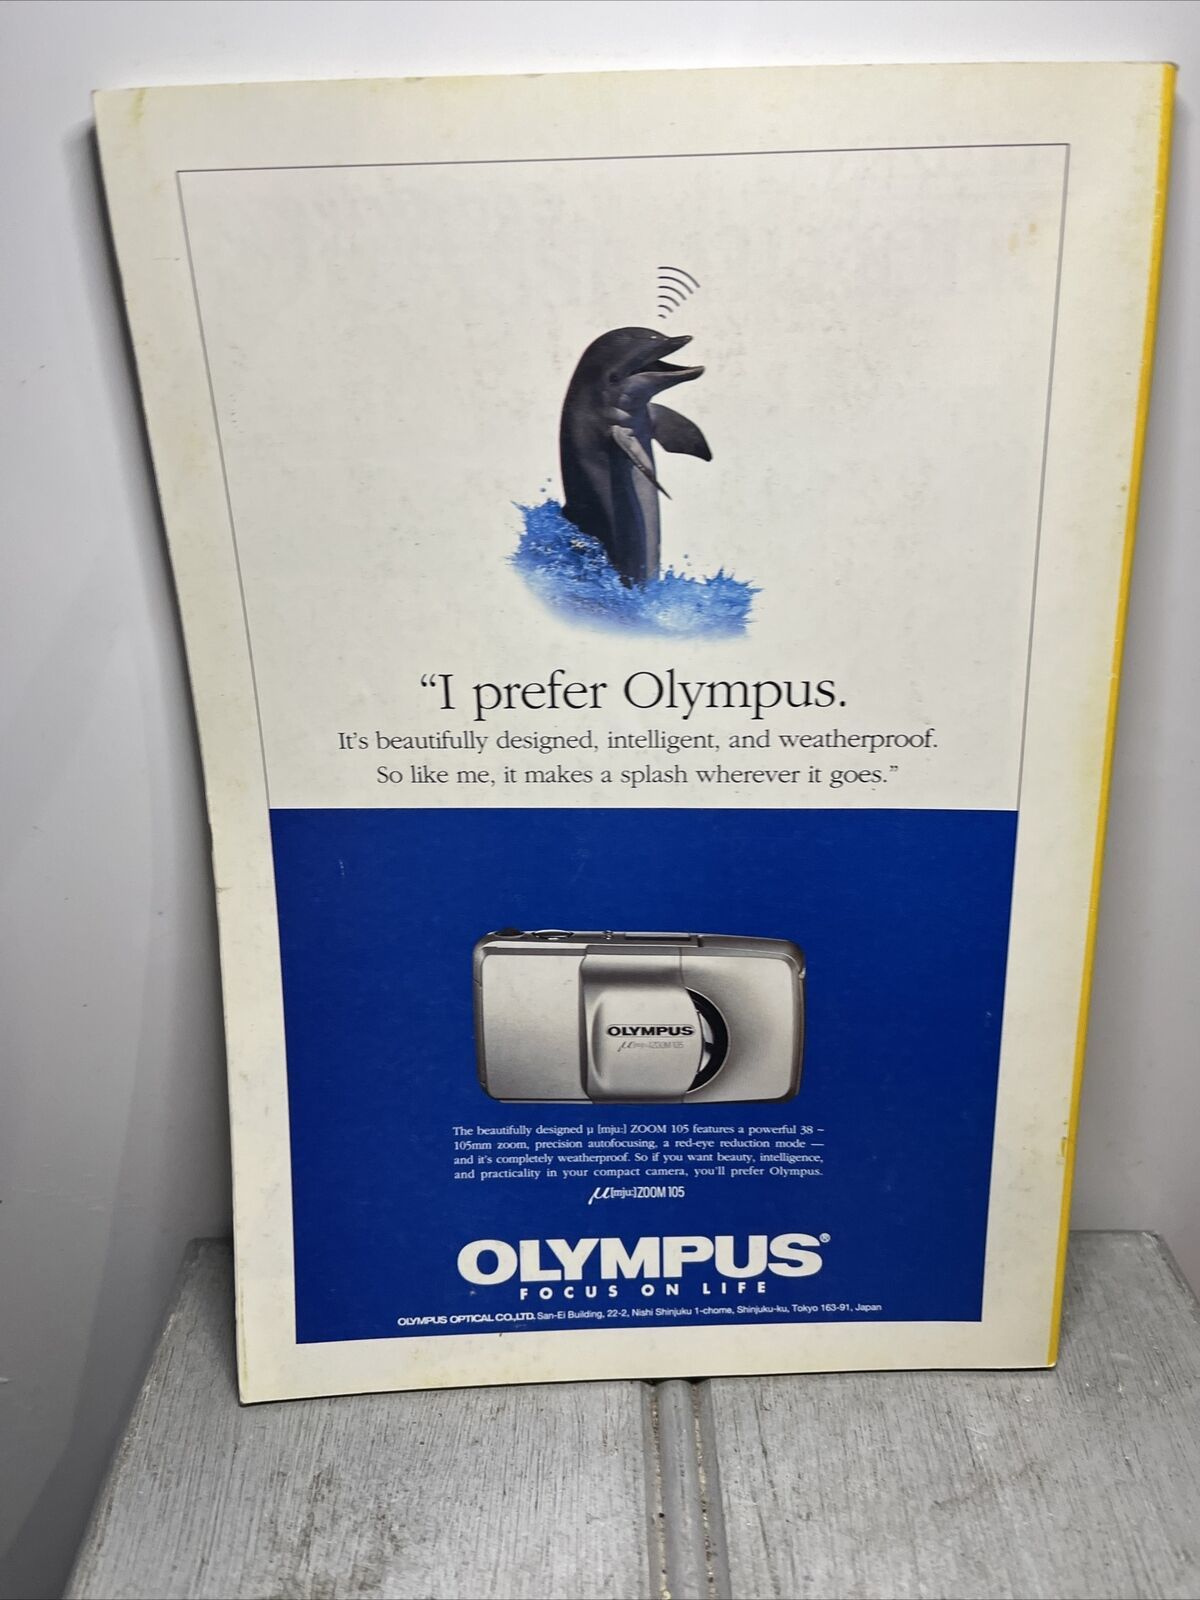 “I prefer Olympus.
It's beautifully designed, intelligent, and weatherproof.
So like me, it makes a splash wherever it goes.”
OLYMPUS
µ[mju:]ZOOM 105
The beautifully designed µ [mju:] ZOOM 105 features a powerful 38 –
105mm zoom, precision autofocusing, a red-eye reduction mode —
and it's completely weatherproof. So if you want beauty, intelligence,
and practicality in your compact camera, you'll prefer Olympus.
µ[mju:]ZOOM 105
OLYMPUS®
FOCUS ON LIFE
OLYMPUS OPTICAL CO.,LTD. San-Ei Building, 22-2, Nishi Shinjuku 1-chome, Shinjuku-ku, Tokyo 163-91, Japan